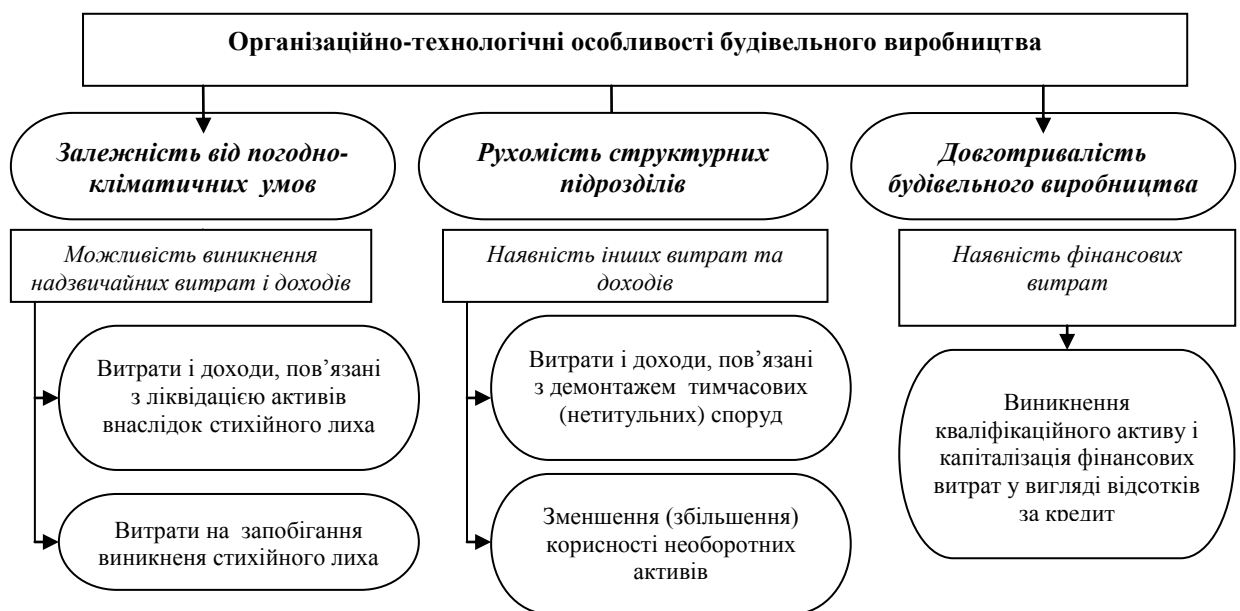 Організаційно-технологічні особливості будівельного виробництва
Залежність від погодно-
кліматичних умов
Можливість виникнення
надзвичайних витрат і доходів
Витрати і доходи, пов’язані
з ліквідацією активів
внаслідок стихійного лиха
Витрати на запобігання
виникненя стихійного лиха
Рухомість структурних
підрозділів
Наявність інших витрат та
доходів
Витрати і доходи, пов’язані
з демонтажем тимчасових
(нетитульних) споруд
Зменшення (збільшення)
корисності необоротних
активів
Довготривалість
будівельного виробництва
Наявність фінансових
витрат
Виникнення
кваліфікаційного активу і
капіталізація фінансових
витрат у вигляді відсотків
за кредит